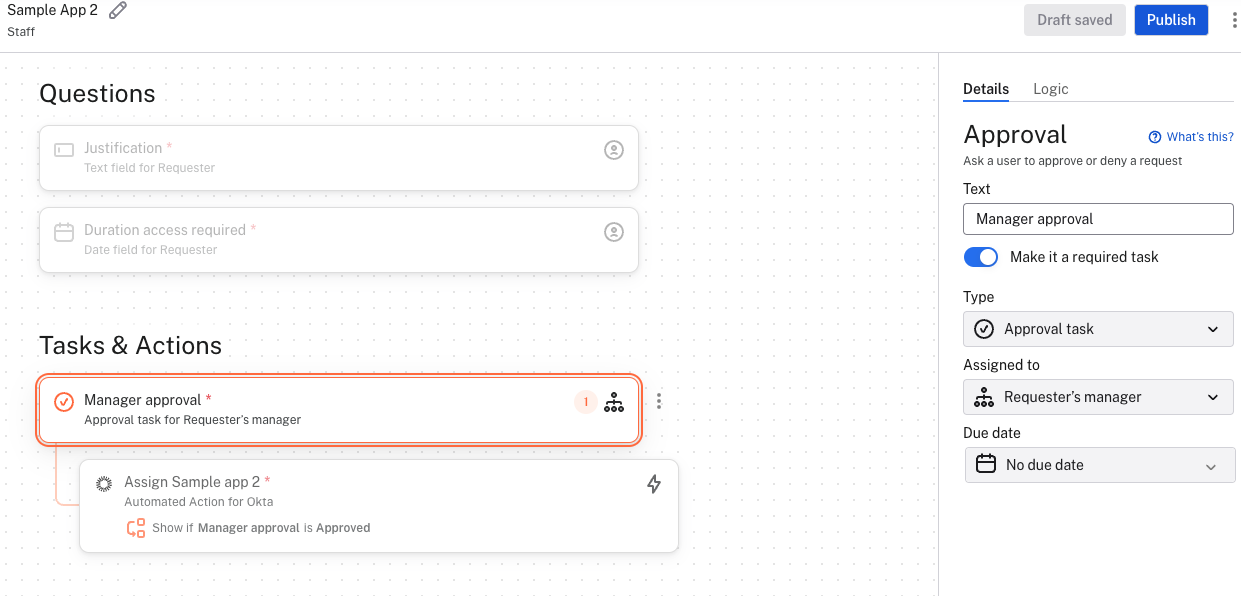 Sample App 2
Staff
Draft saved
Publish
Questions
Justification *
Text field for Requester
Duration access required *
Date field for Requester
Tasks & Actions
Manager approval *
Approval task for Requester's manager
1
Assign Sample app 2 *
Automated Action for Okta
Show if Manager approval is Approved
Details
Logic
Approval
What's this?
Ask a user to approve or deny a request
Text
Manager approval
Make it a required task
Type
Approval task
Assigned to
Requester's manager
Due date
No due date